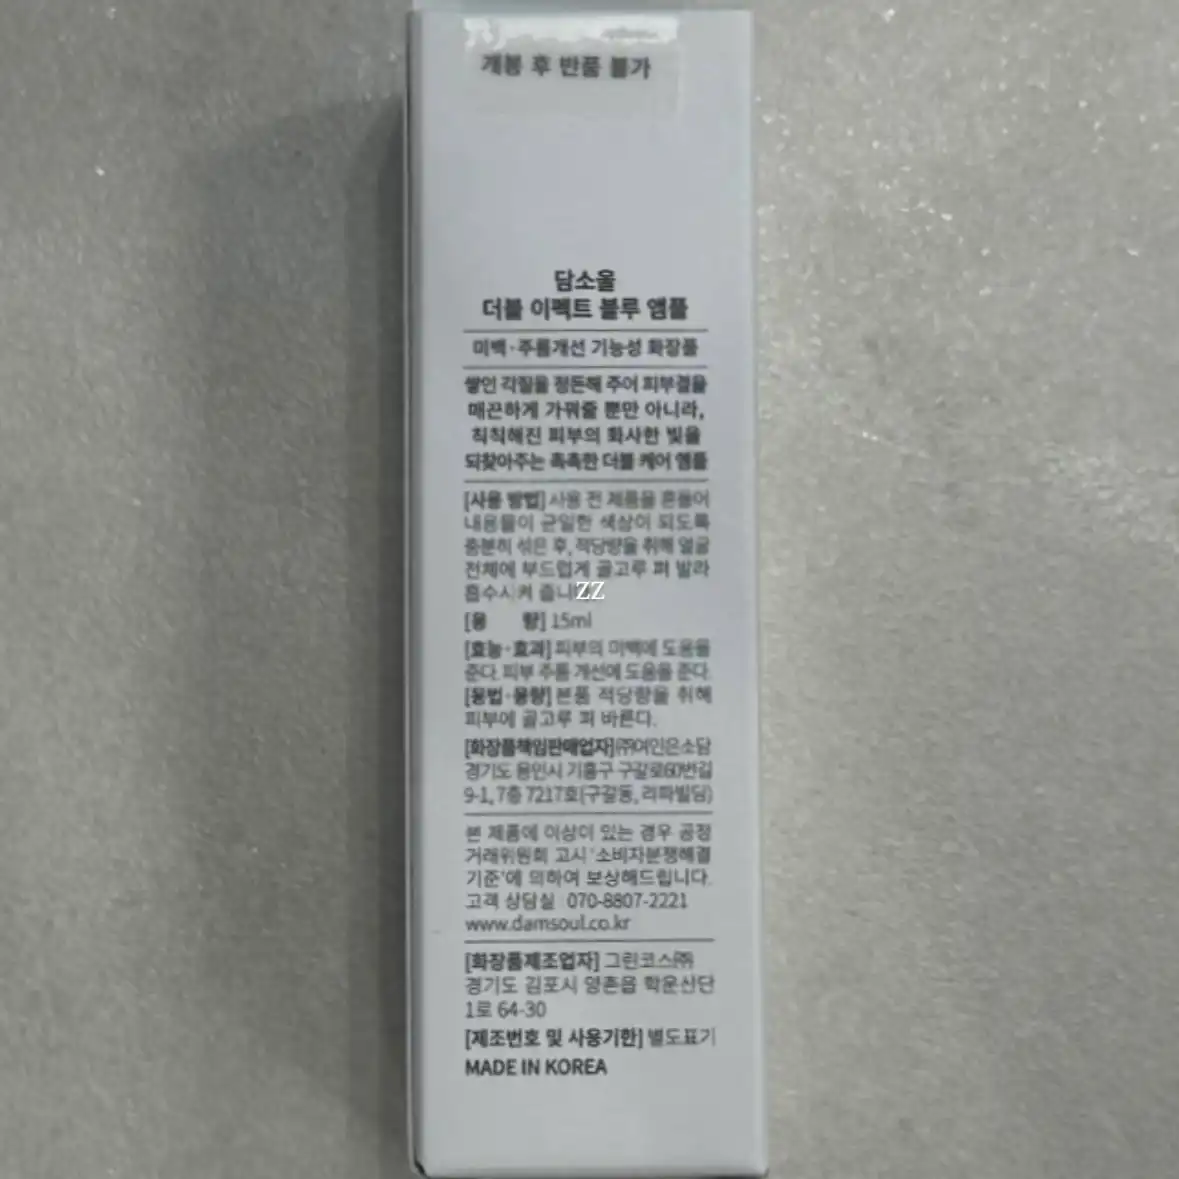 개봉 후 반품 불가
담소울
더블 이펙트 블루 앰플
미백·주름개선 기능성 화장품
쌓인 각질을 정돈해 주어 피부결을
매끈하게 가꿔줄 뿐만 아니라,
칙칙해진 피부의 화사한 빛을
되찾아주는 촉촉한 더블 케어 앰플
[사용 방법] 사용 전 제품을 흔들어
내용물이 균일한 색상이 되도록
충분히 섞은 후, 적당량을 취해 얼굴
전체에 부드럽게 골고루 펴 발라
흡수시켜 줍니
zz
[용 량] 15ml
[효능·효과] 피부의 미백에 도움을
준다. 피부 주름 개선에 도움을 준다.
[용법·용량] 본품 적당량을 취해
피부에 골고루 펴 바른다.
[화장품책임판매업자] ㈜여인은소담
경기도 용인시 기흥구 구갈로60번길
9-1, 7층 7217호(구갈동, 리파빌딩)
본 제품에 이상이 있는 경우 공정
거래위원회 고시 '소비자분쟁해결
기준'에 의하여 보상해드립니다.
고객 상담실 070-8807-2221
www.damsoul.co.kr
[화장품제조업자] 그린코스㈜
경기도 김포시 양촌읍 학운산단
1로 64-30
[제조번호 및 사용기한] 별도표기
MADE IN KOREA